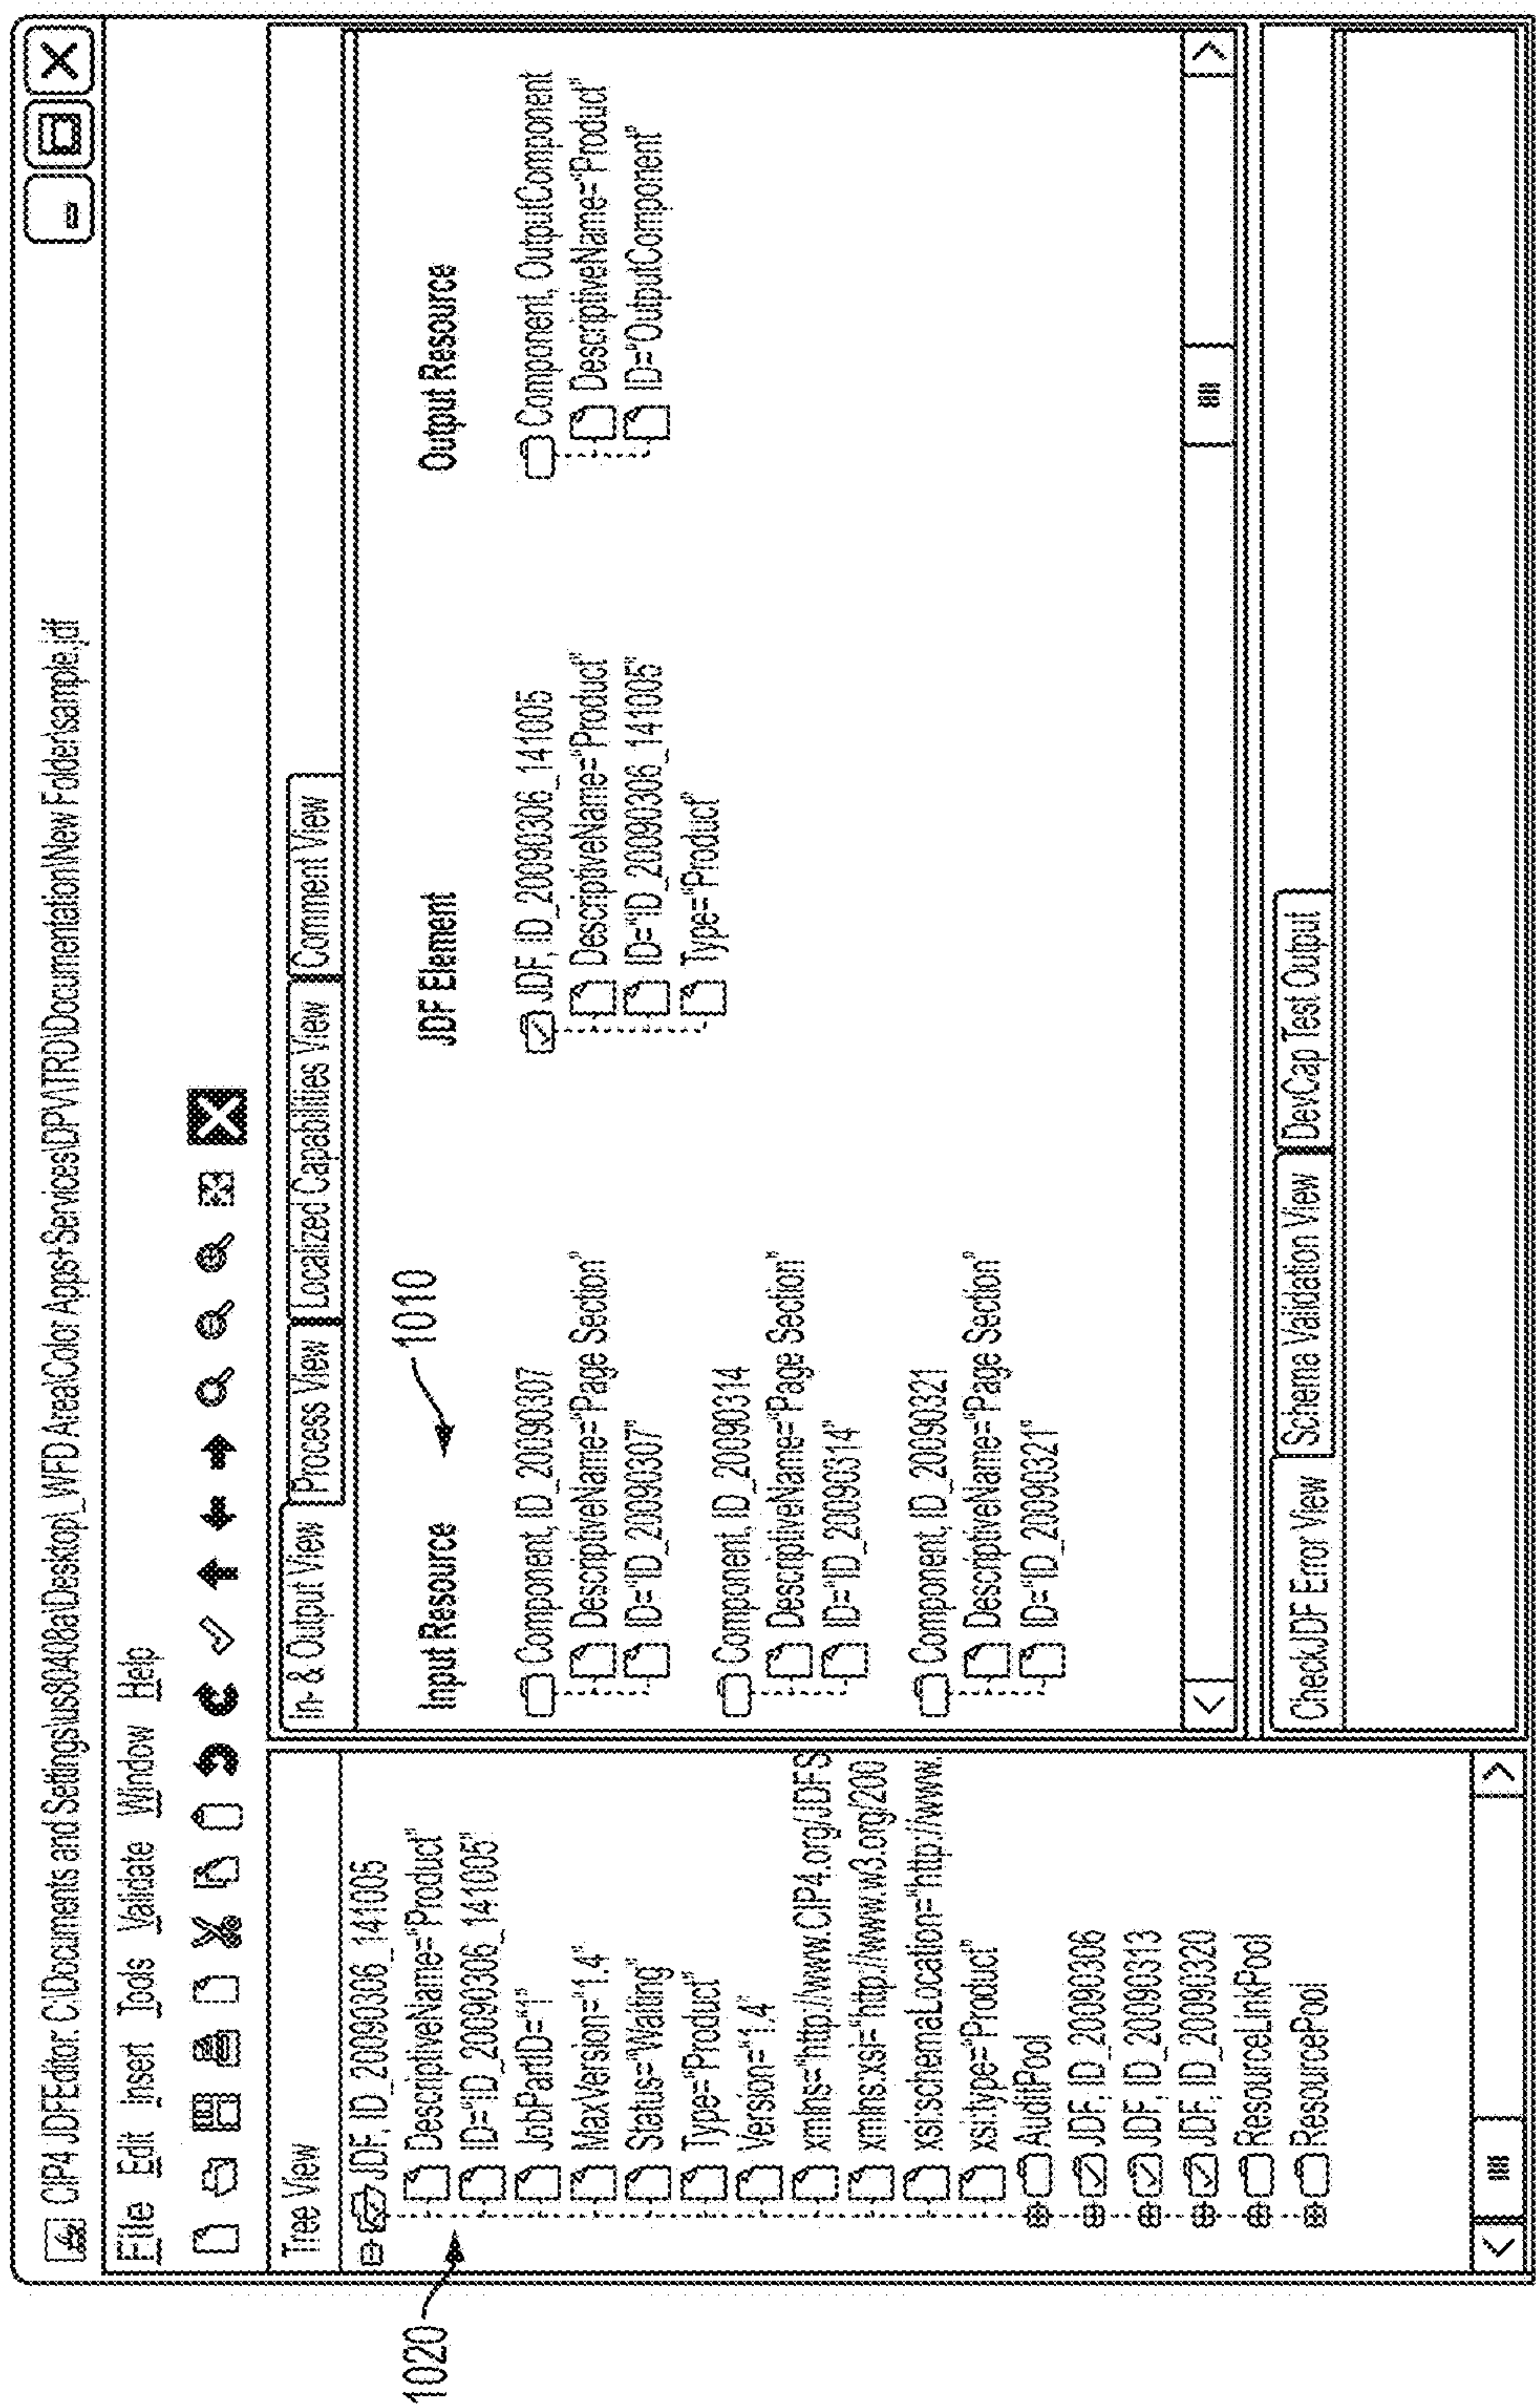 CIP4 JDFEditor. C:\Documents and Settings\us80408a\Desktop\_WFD Area\Color Apps+Services\DPV\TRD\Documentation\New Folder\sample.jdf
File Edit Insert Tools Validate Window Help
Tree View
JDF, ID_20090306_141005
DescriptiveName="Product"
ID="ID_20090306_141005"
JobPartID="1"
MaxVersion="1.4"
Status="Waiting"
Type="Product"
Version="1.4"
xmlns="http://www.CIP4.org/JDFS
xmlns:xsi="http://www.w3.org/200
xsi:schemaLocation="http://www.
xsi:type="Product"
AuditPool
JDF, ID_20090306
JDF, ID_20090313
JDF, ID_20090320
ResourceLinkPool
ResourcePool
1020
In- & Output View Process View Localized Capabilities View Comment View
1010
Input Resource
Component, ID_20090307
DescriptiveName="Page Section"
ID="ID_20090307"
Component, ID_20090314
DescriptiveName="Page Section"
ID="ID_20090314"
Component, ID_20090321
DescriptiveName="Page Section"
ID="ID_20090321"
JDF Element
JDF, ID_20090306_141005
DescriptiveName="Product"
ID="ID_20090306_141005"
Type="Product"
Output Resource
Component, OutputComponent
DescriptiveName="Product"
ID="OutputComponent"
CheckJDF Error View Schema Validation View DevCap Test Output